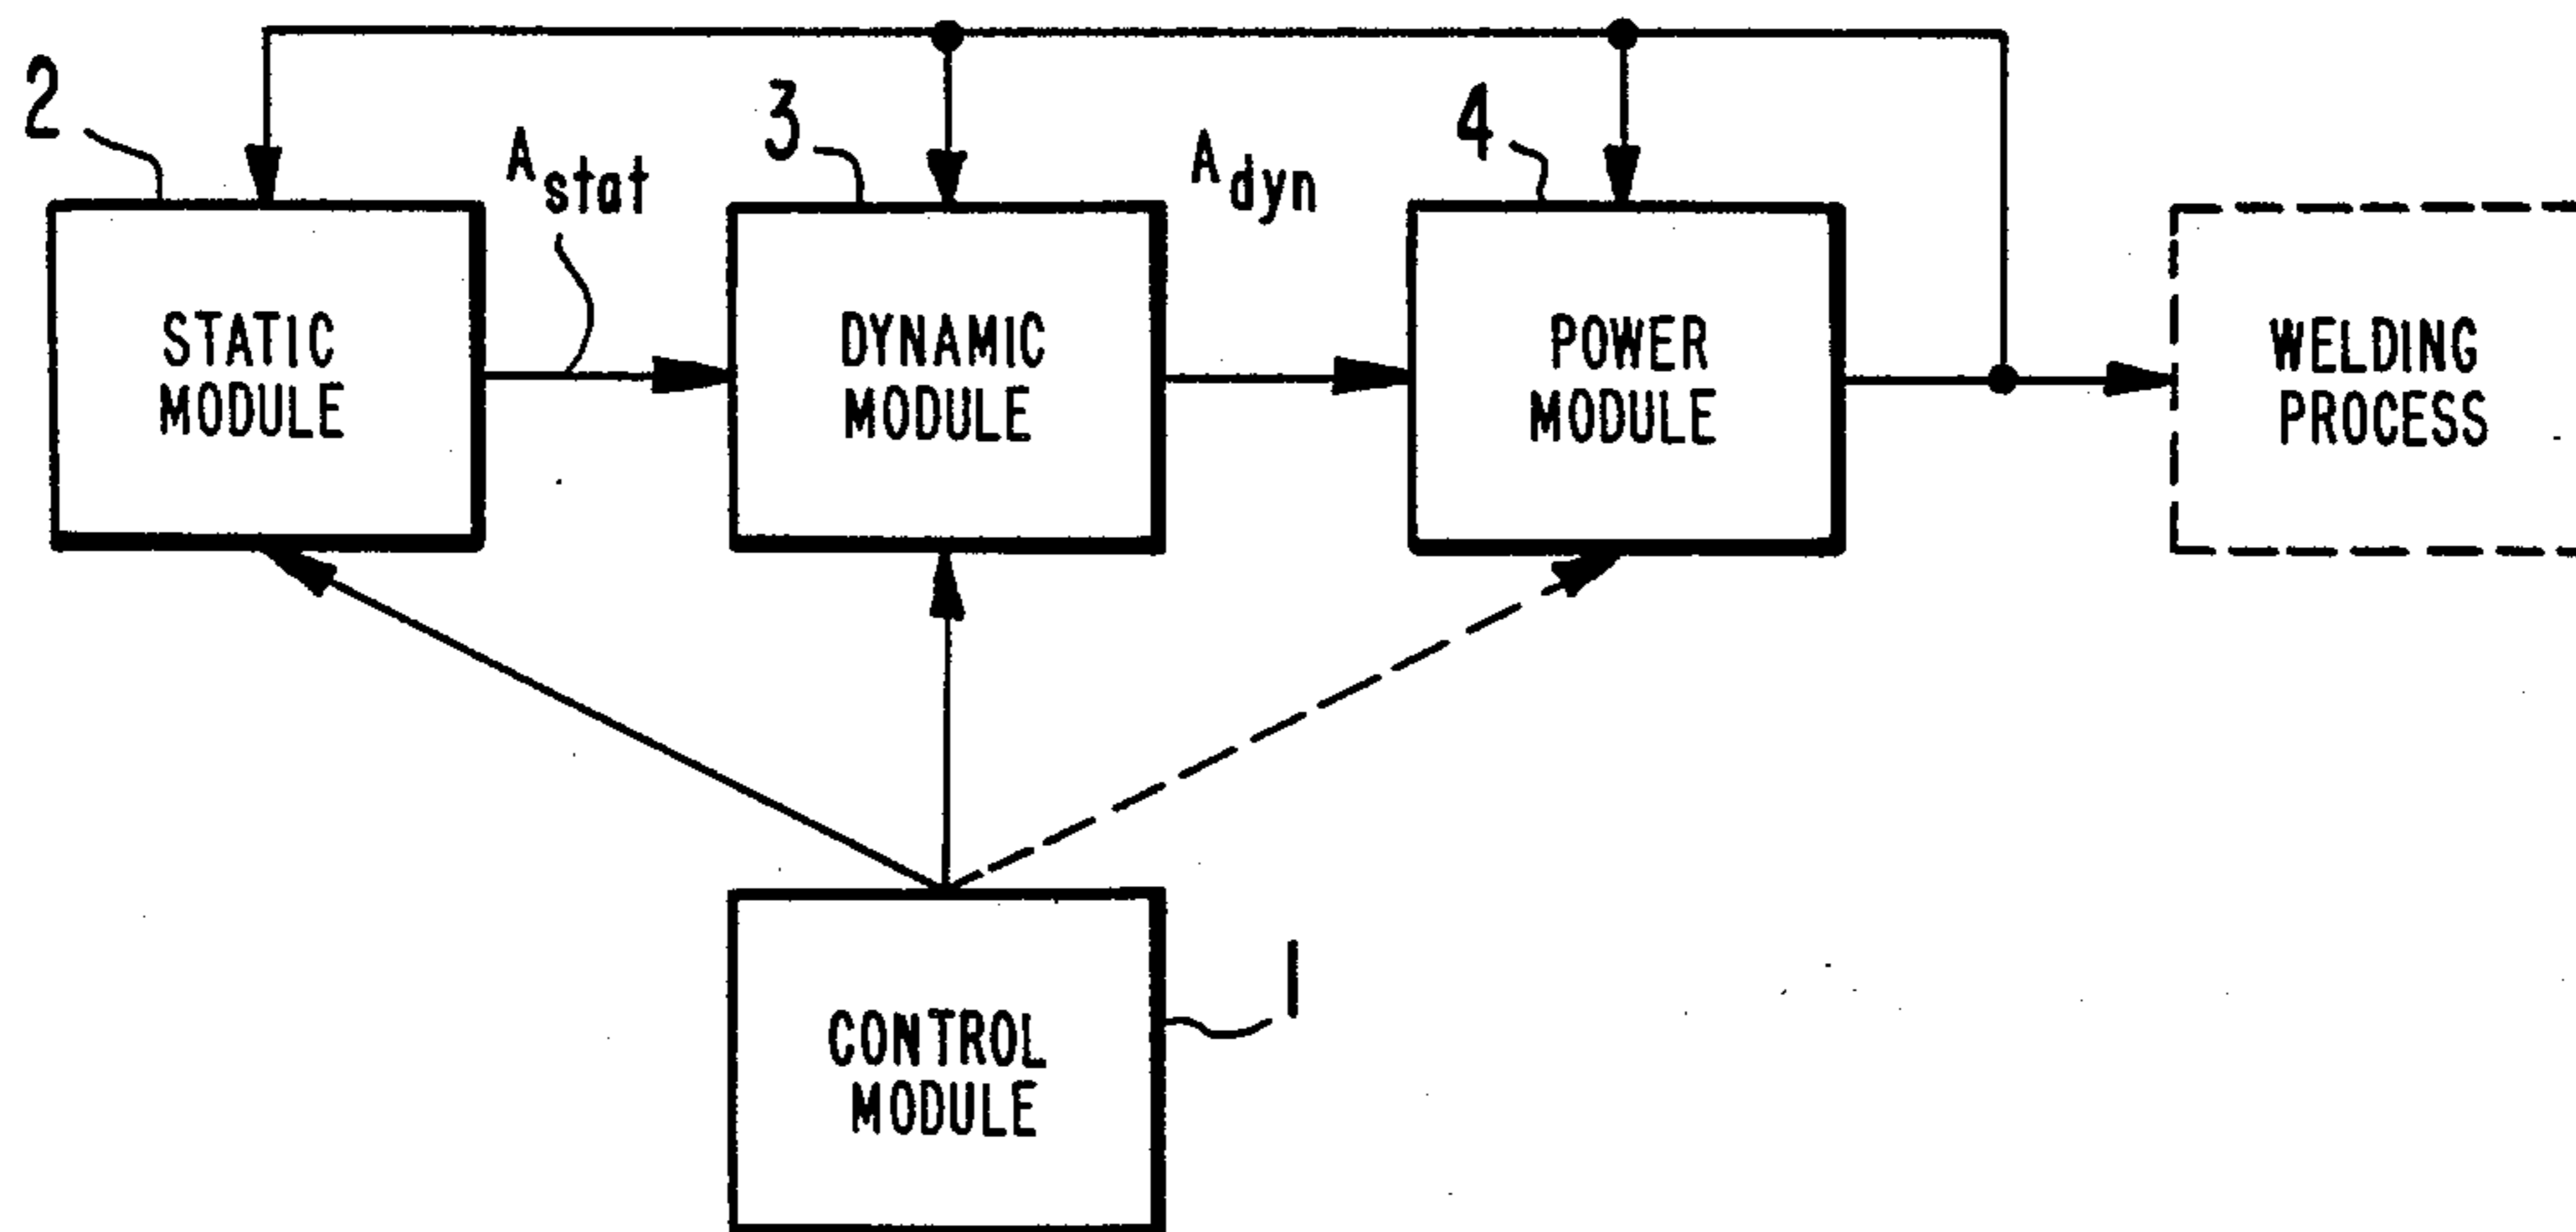 2
A stat
3
A dyn
4
STATIC
MODULE
DYNAMIC
MODULE
POWER
MODULE
WELDING
PROCESS
CONTROL
MODULE
1